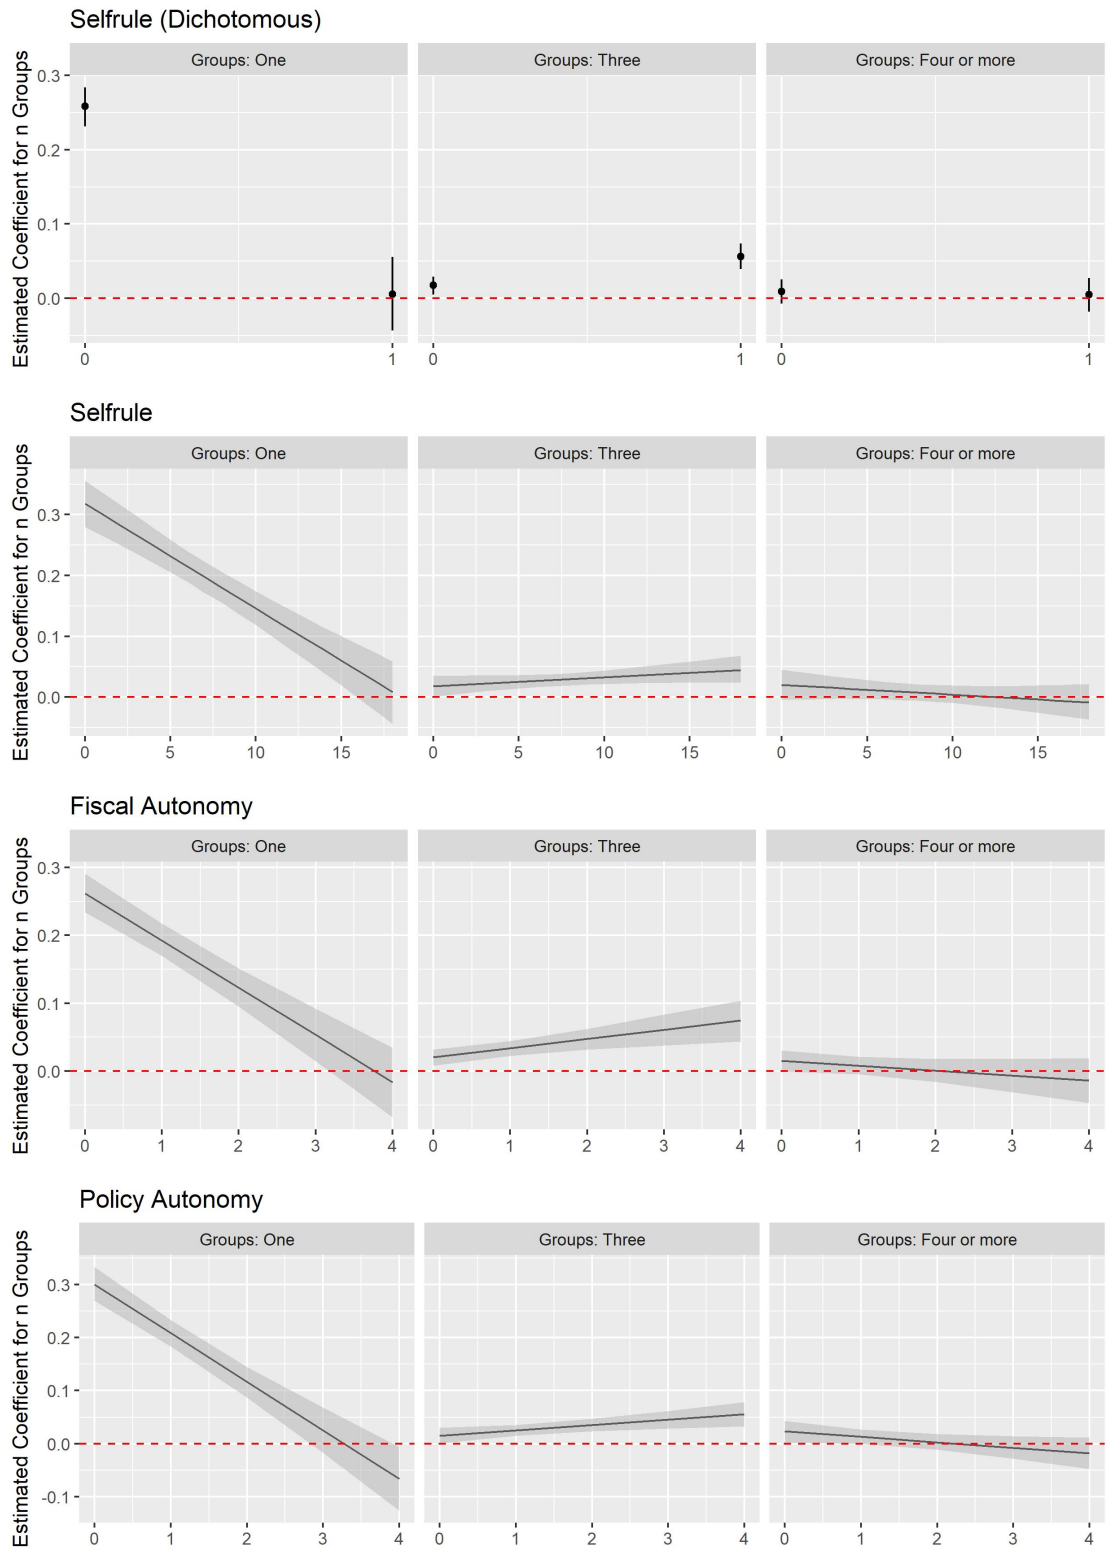 Selfrule (Dichotomous)
Estimated Coefficient for n Groups
Groups: One
Groups: Three
Groups: Four or more
0.3
0.2
0.1
0.0
0 1 0 1 0 1
Selfrule
Estimated Coefficient for n Groups
Groups: One
Groups: Three
Groups: Four or more
0.3
0.2
0.1
0.0
0 5 10 15 0 5 10 15 0 5 10 15
Fiscal Autonomy
Estimated Coefficient for n Groups
Groups: One
Groups: Three
Groups: Four or more
0.3
0.2
0.1
0.0
0 1 2 3 4 0 1 2 3 4 0 1 2 3 4
Policy Autonomy
Estimated Coefficient for n Groups
Groups: One
Groups: Three
Groups: Four or more
0.3
0.2
0.1
0.0
-0.1
0 1 2 3 4 0 1 2 3 4 0 1 2 3 4